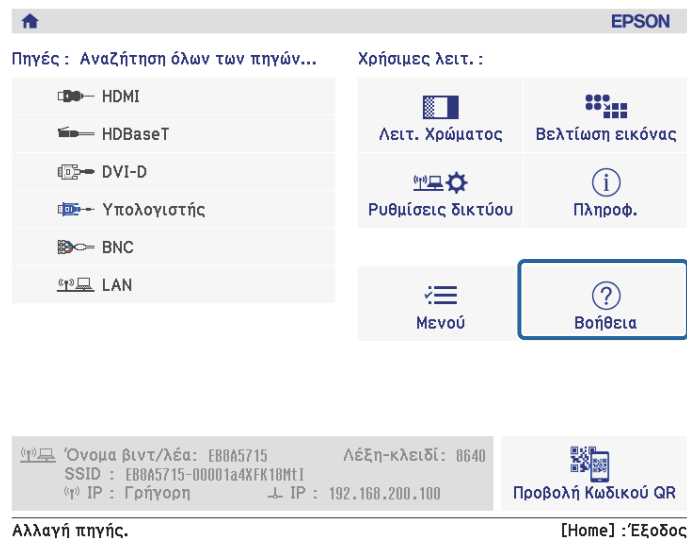 EPSON
Πηγές : Αναζήτηση όλων των πηγών...
HDMI
HDBaseT
DVI-D
Υπολογιστής
BNC
LAN
Χρήσιμες λειτ. :
Λειτ. Χρώματος
Βελτίωση εικόνας
Ρυθμίσεις δικτύου
Πληροφ.
Μενού
Βοήθεια
Όνομα βιντ/λέα: EB8A5715 Λέξη-κλειδί: 8640
SSID : EB8A5715-00001a4XFK18MtI
IP : Γρήγορη IP : 192.168.200.100
Προβολή Κωδικού QR
Αλλαγή πηγής. [Home] :Έξοδος